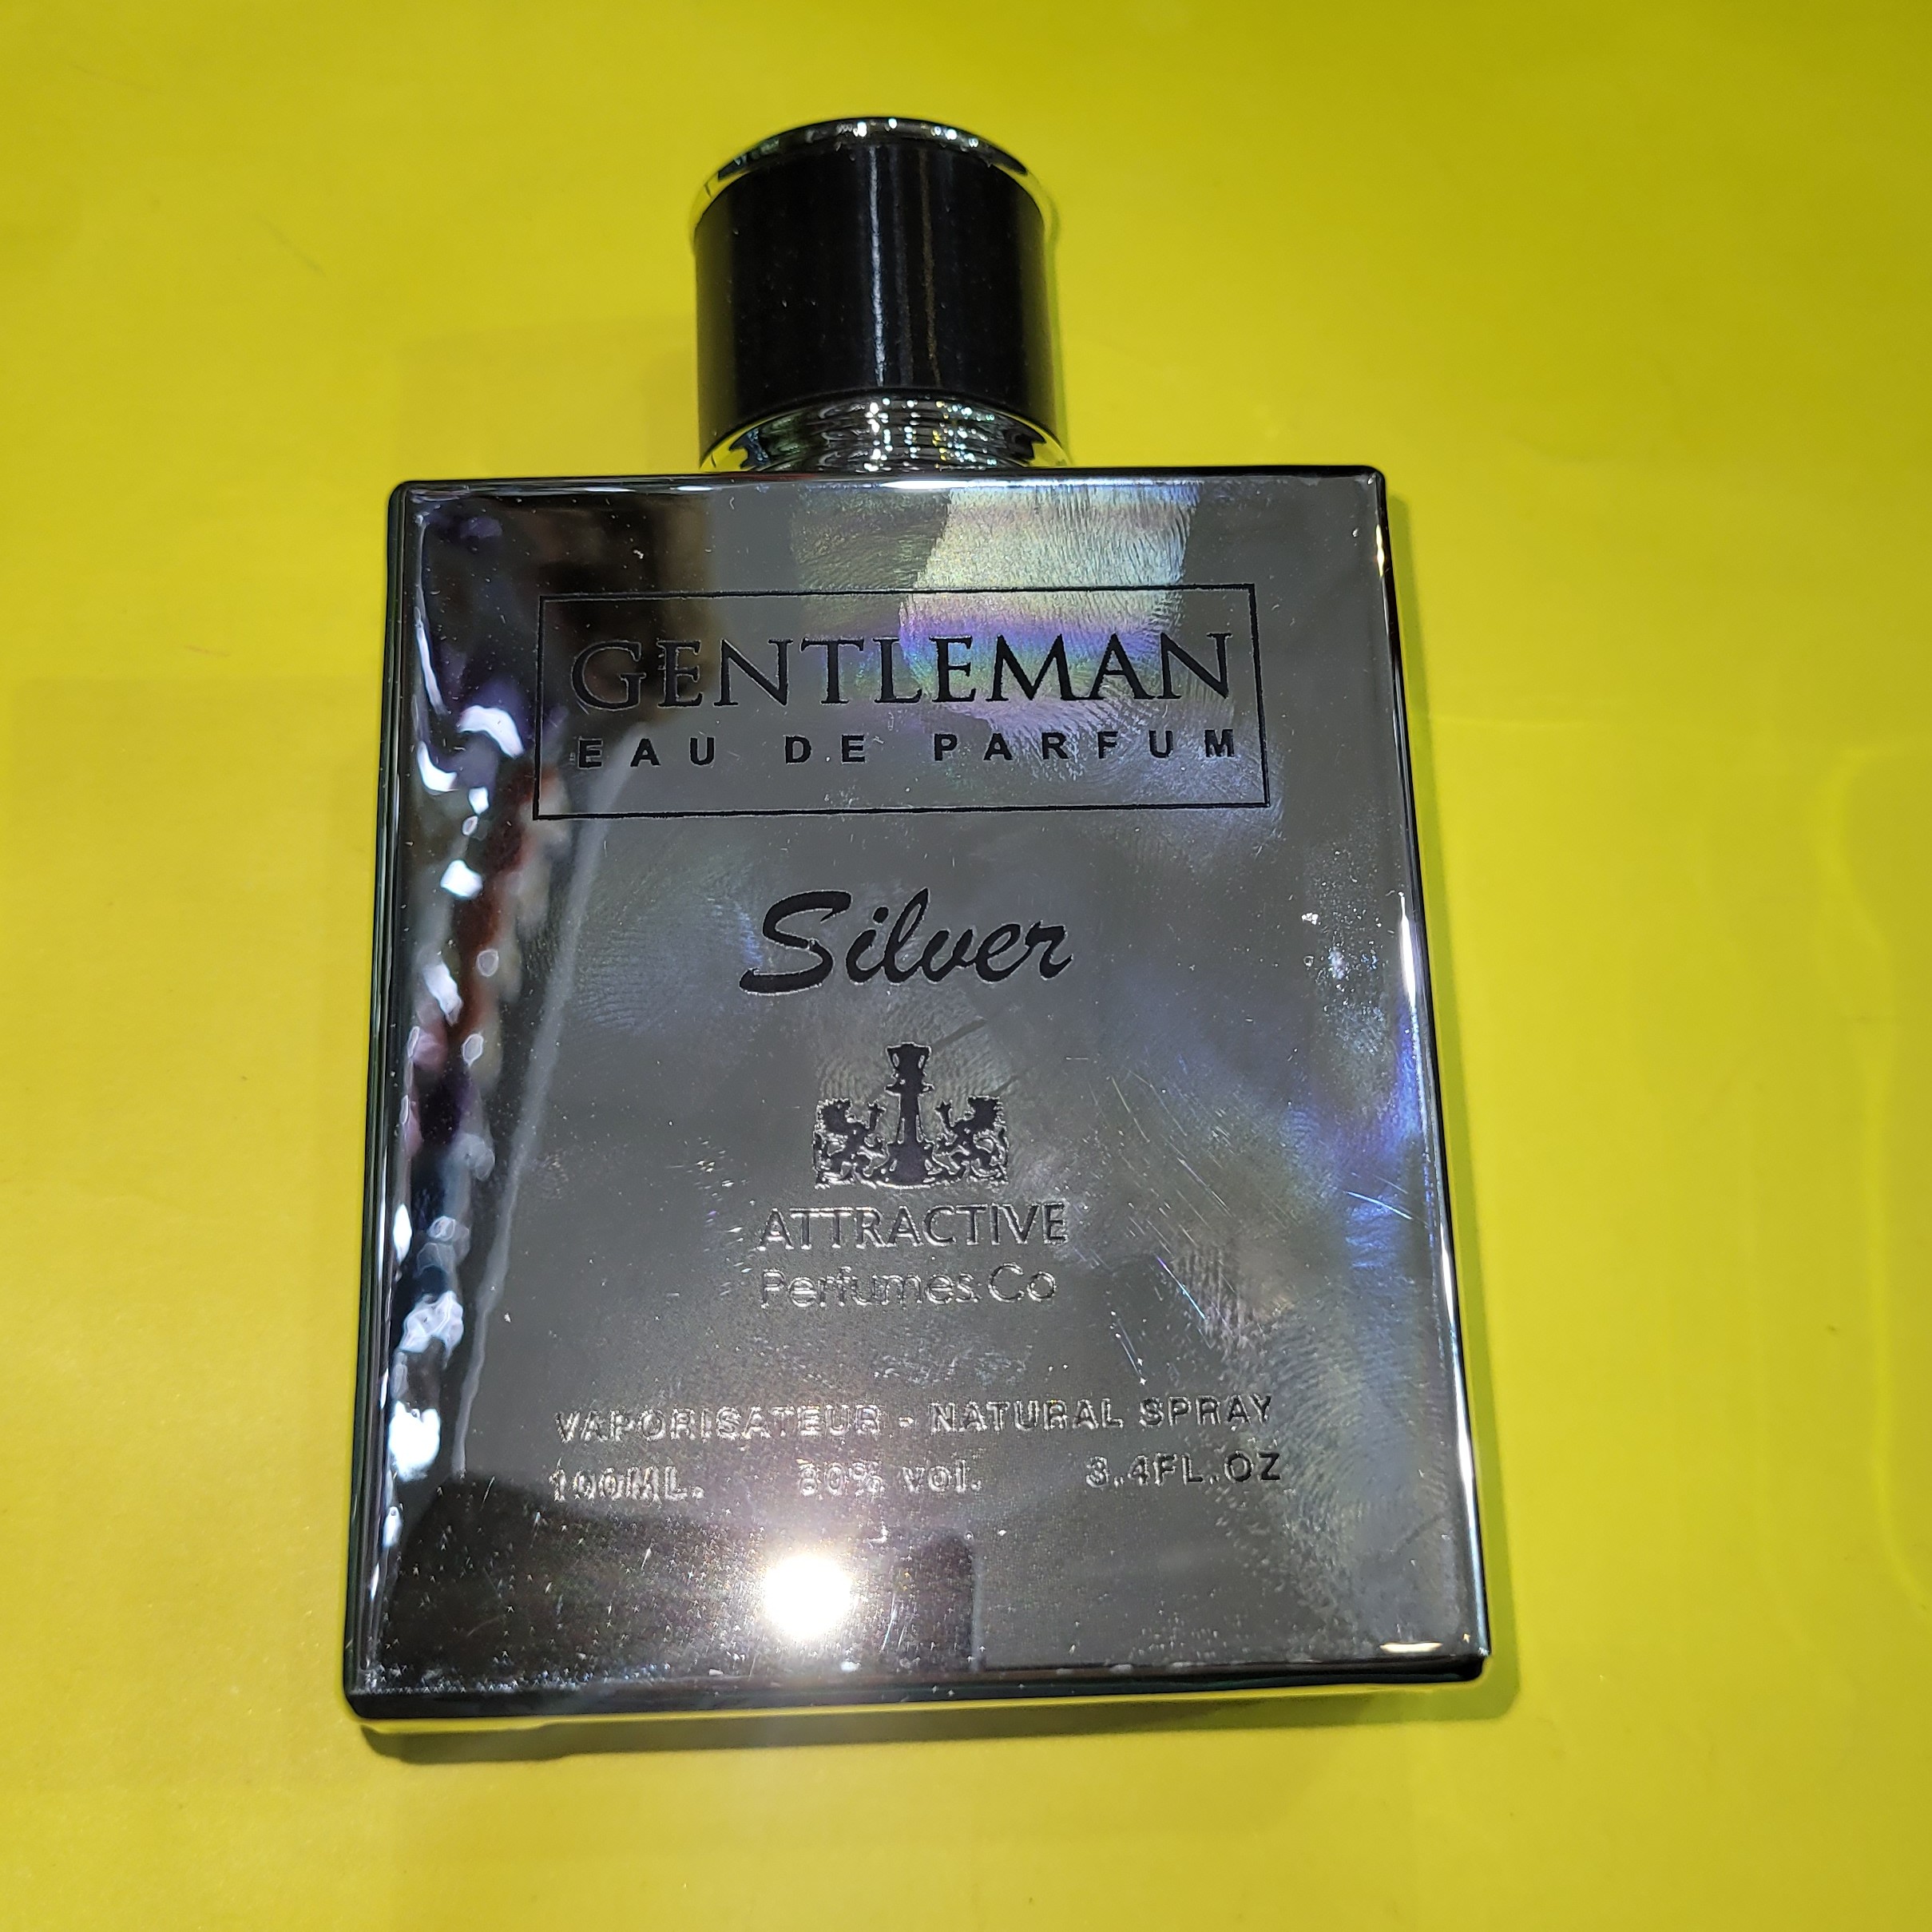 GENTLEMAN
EAU DE PARFUM
Silver
ATTRACTIVE
Perfumes Co
VAPORISATEUR - NATURAL SPRAY
100ML. 80% vol. 3.4FL.OZ